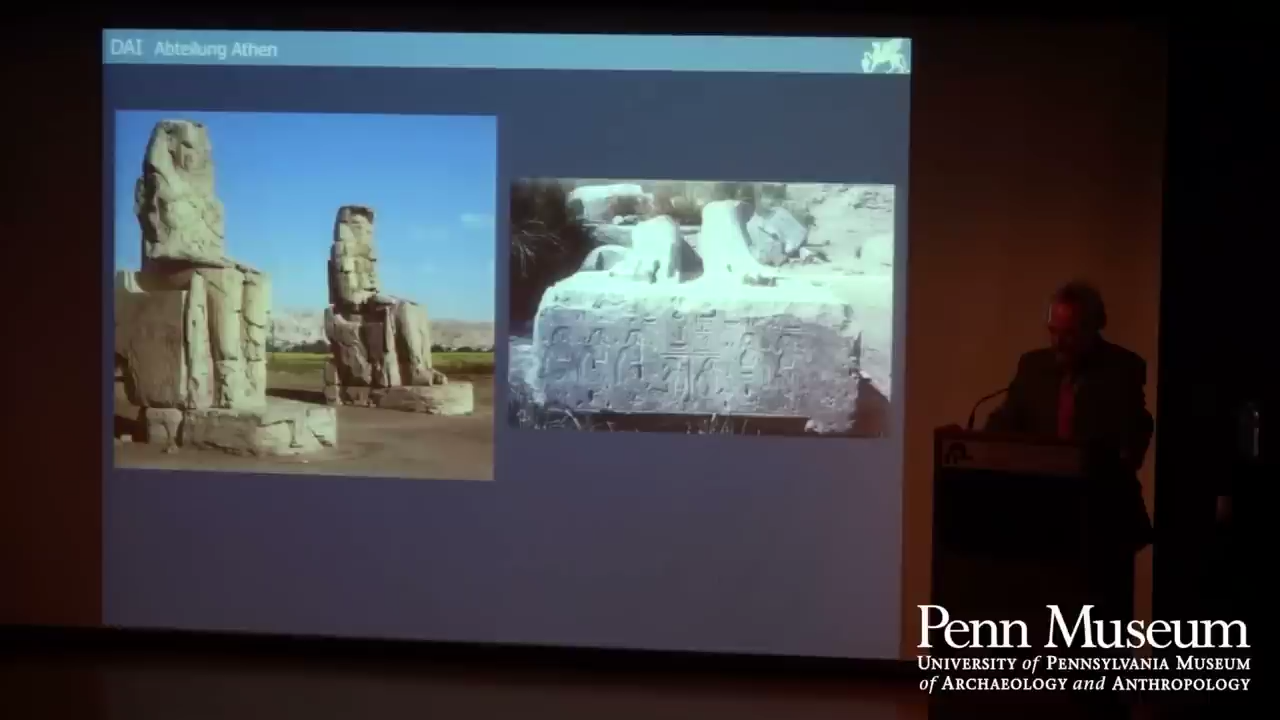 DAI Abteilung Athen
Penn Museum
UNIVERSITY of PENNSYLVANIA MUSEUM
of ARCHAEOLOGY and ANTHROPOLOGY